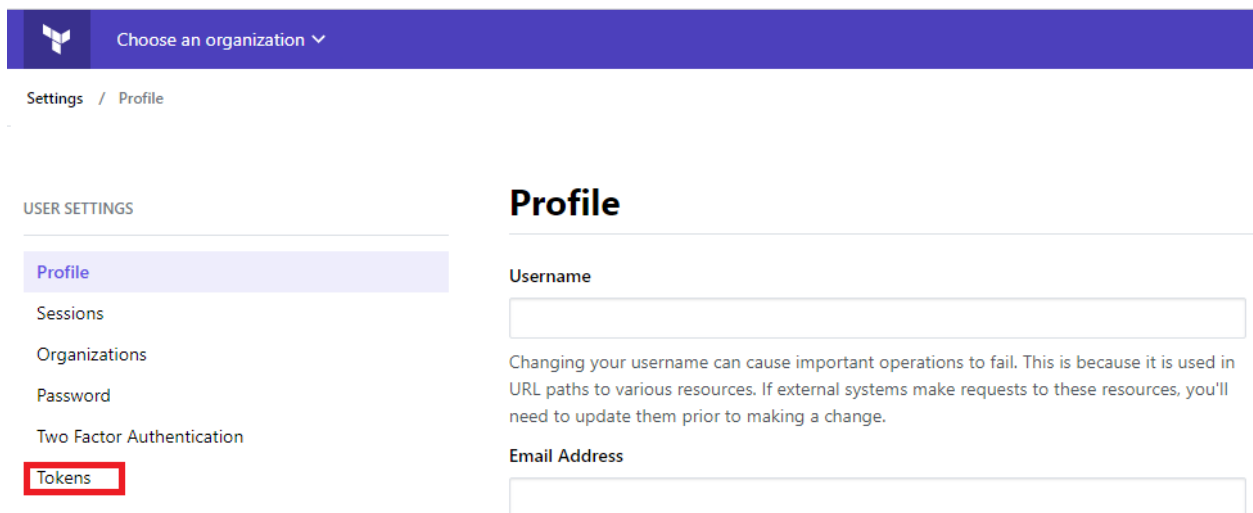 Choose an organization
Settings / Profile
USER SETTINGS
Profile
Sessions
Organizations
Password
Two Factor Authentication
Tokens
Profile
Username
Changing your username can cause important operations to fail. This is because it is used in
URL paths to various resources. If external systems make requests to these resources, you'll
need to update them prior to making a change.
Email Address